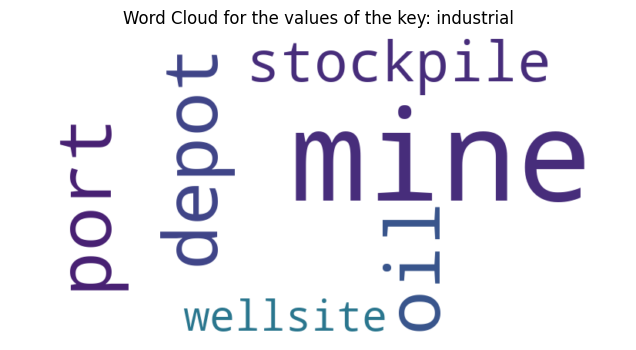 Word Cloud for the values of the key: industrial
stockpile
depot
mine
port
oil
wellsite